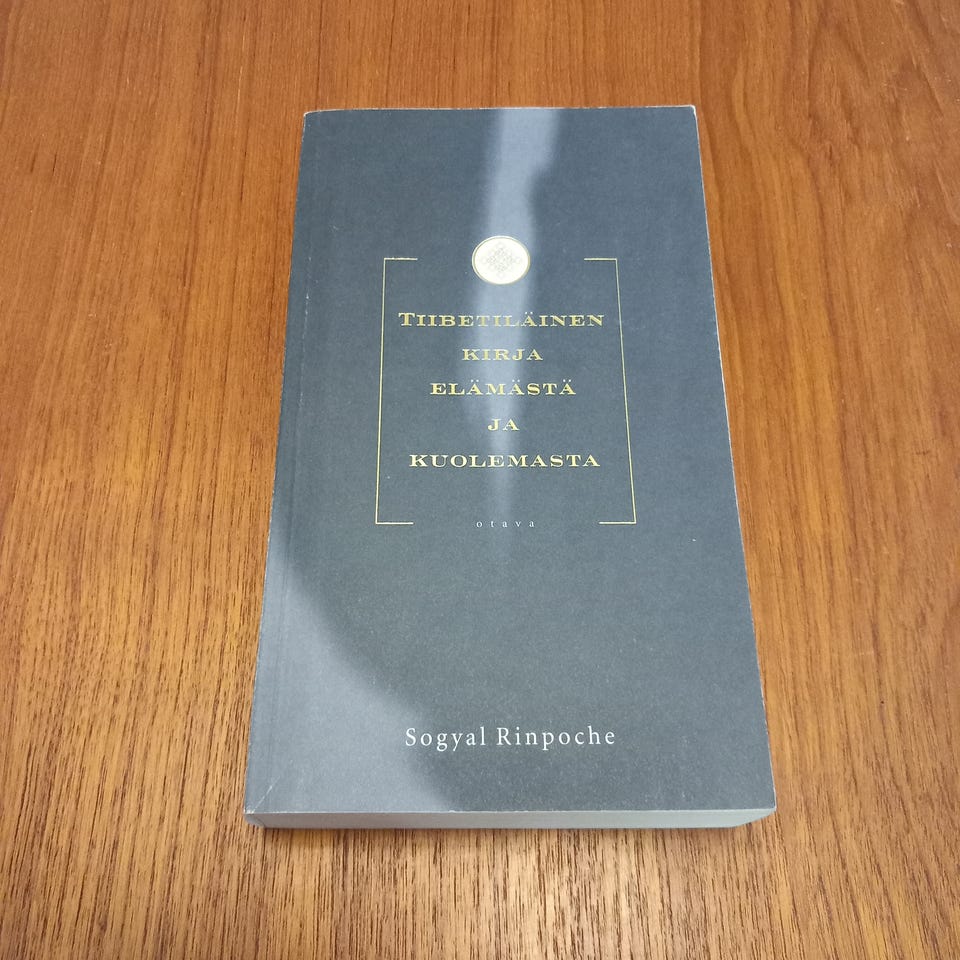 TIIBETILÄINEN
KIRJA
ELÄMÄSTÄ
JA
KUOLEMASTA
otava
Sogyal Rinpoche